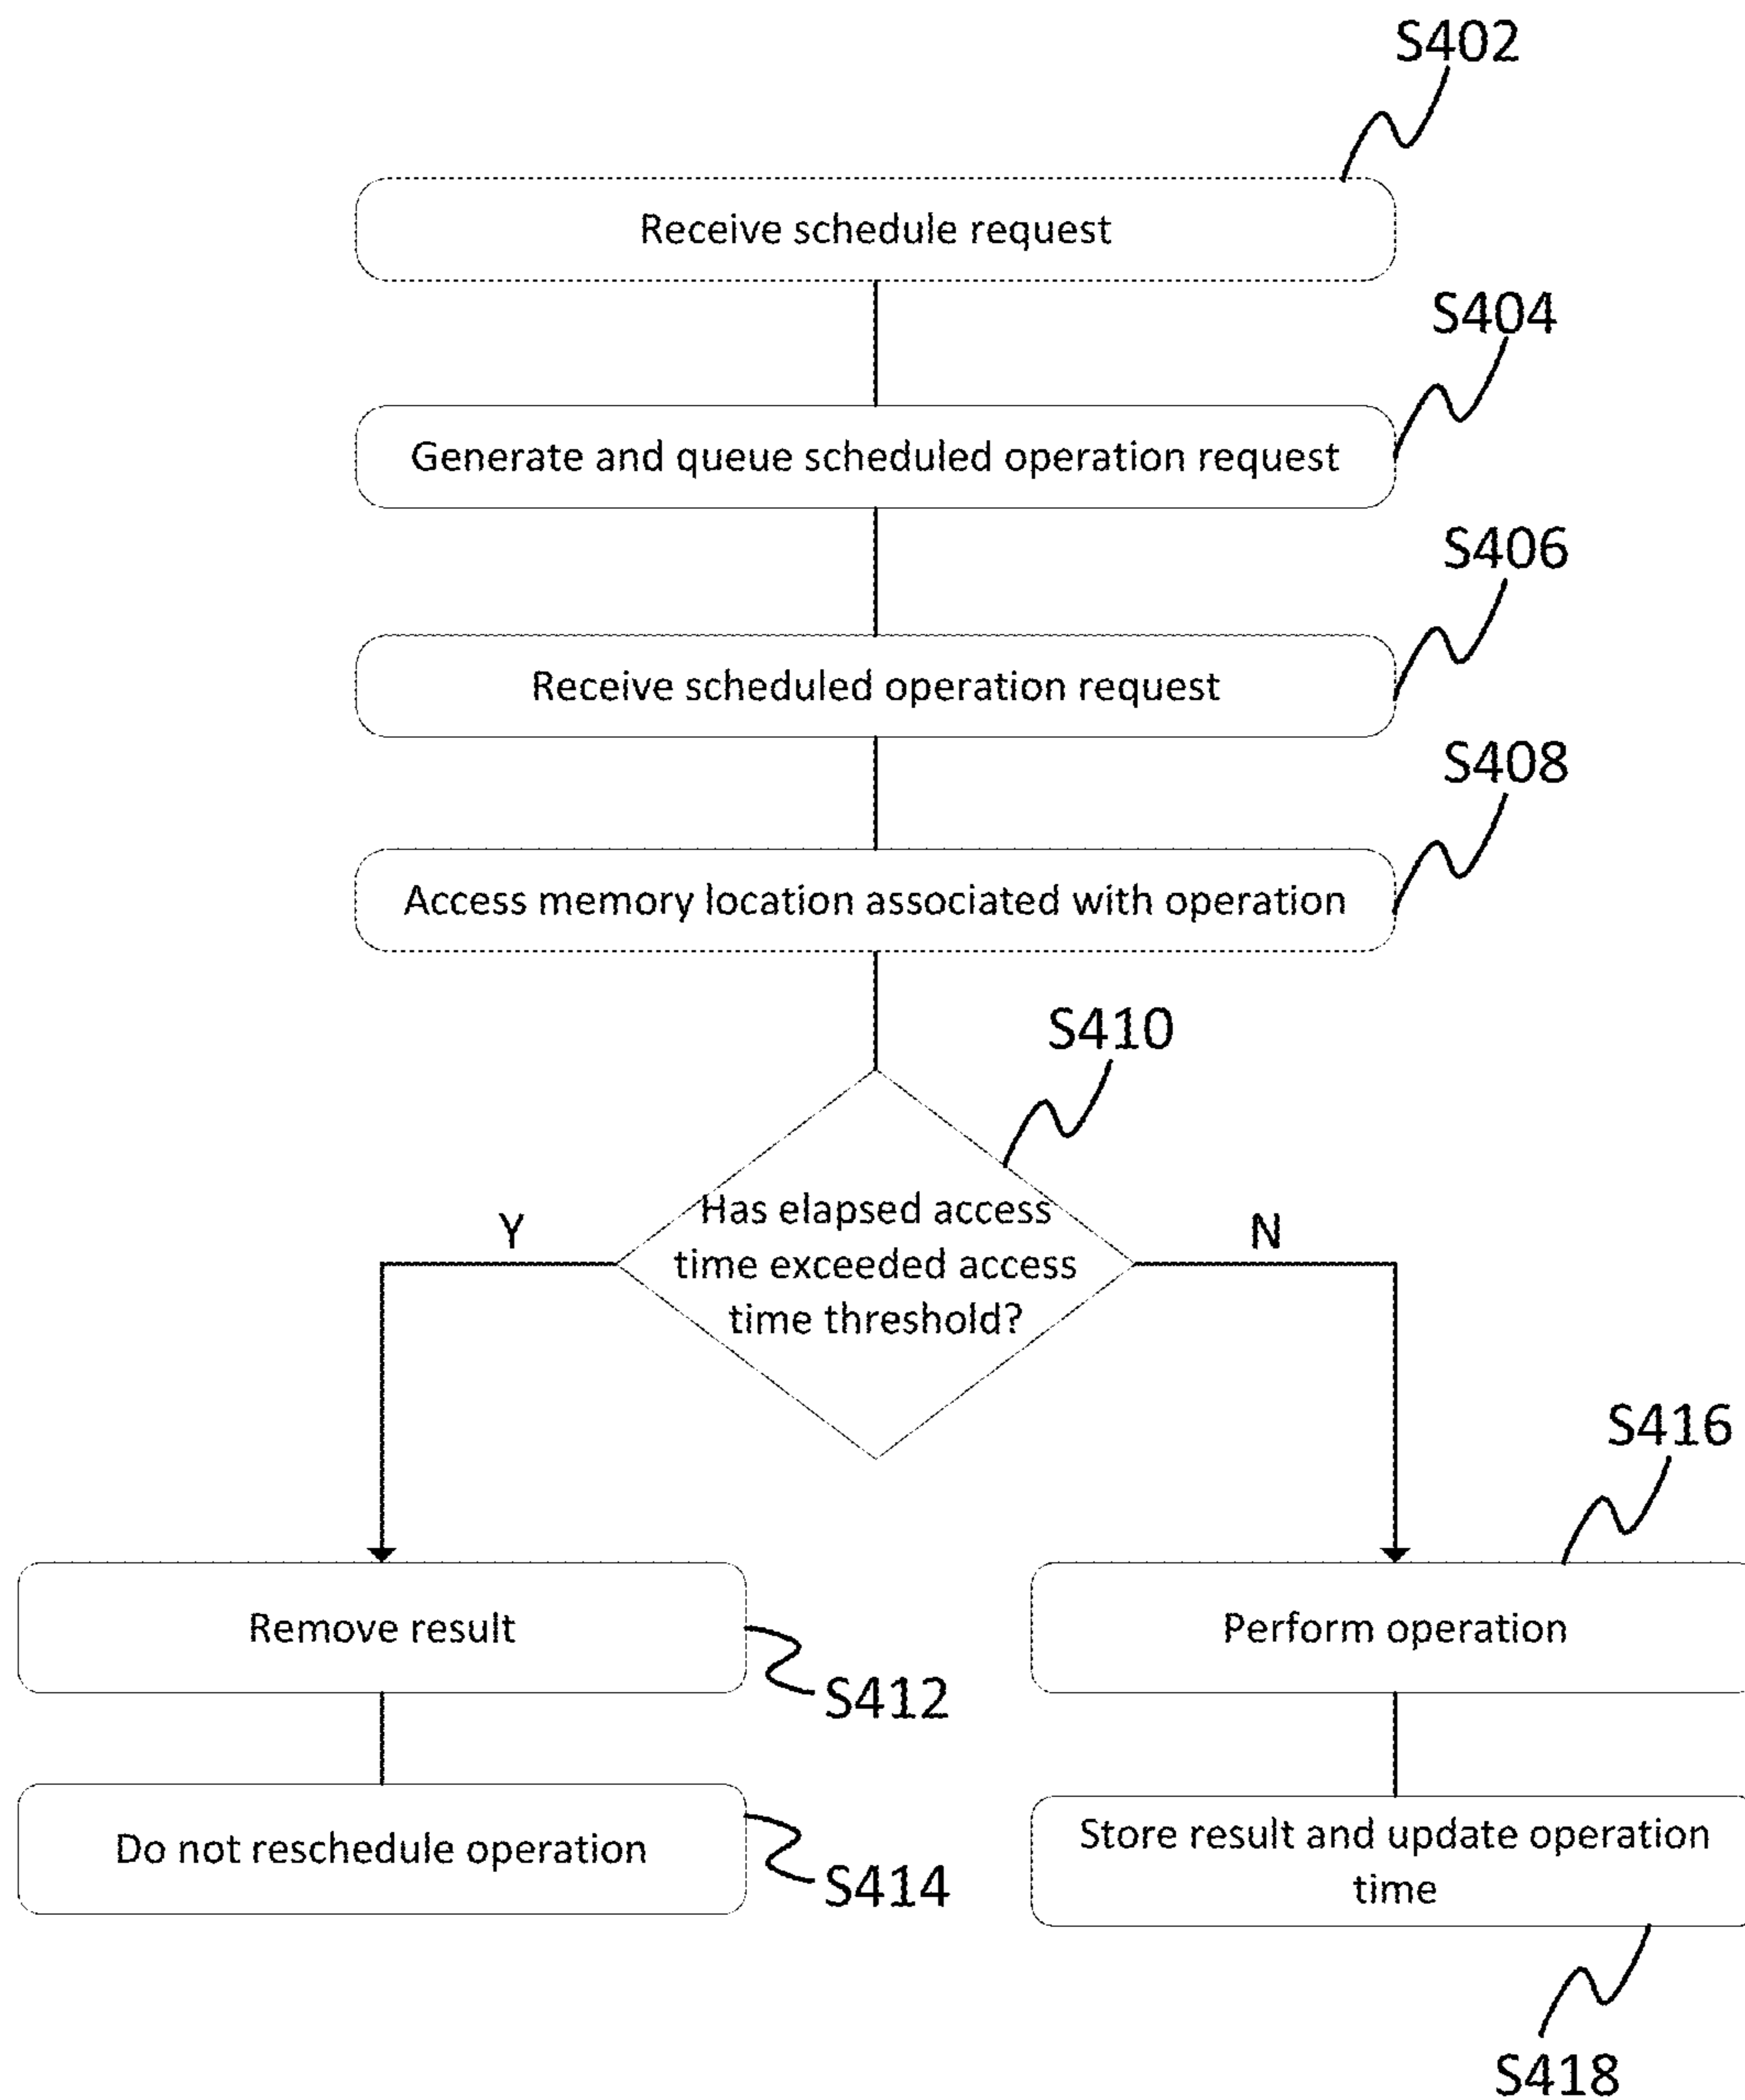 S402
Receive schedule request
S404
Generate and queue scheduled operation request
S406
Receive scheduled operation request
S408
Access memory location associated with operation
S410
Has elapsed access
time exceeded access
time threshold?
Y
N
S416
Remove result
Perform operation
S412
Do not reschedule operation
Store result and update operation
time
S414
S418